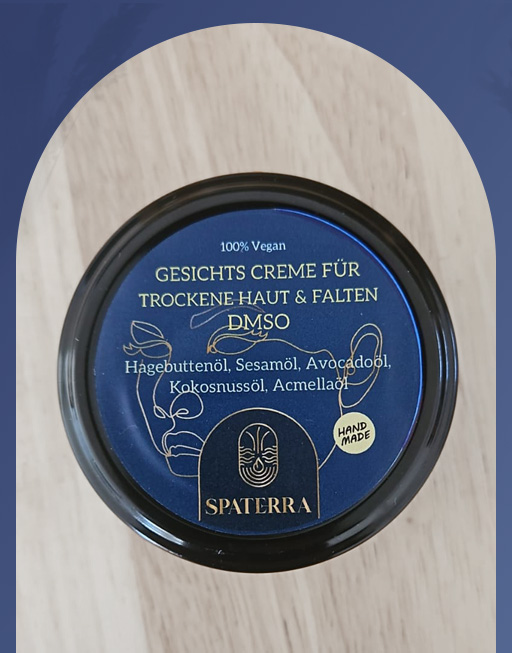 100% Vegan
GESICHTS CREME FÜR
TROCKENE HAUT & FALTEN
DMSO
Hagebuttenöl, Sesamöl, Avocadoöl,
Kokosnussöl, Acmellaöl
HAND
MADE
SPATERRA